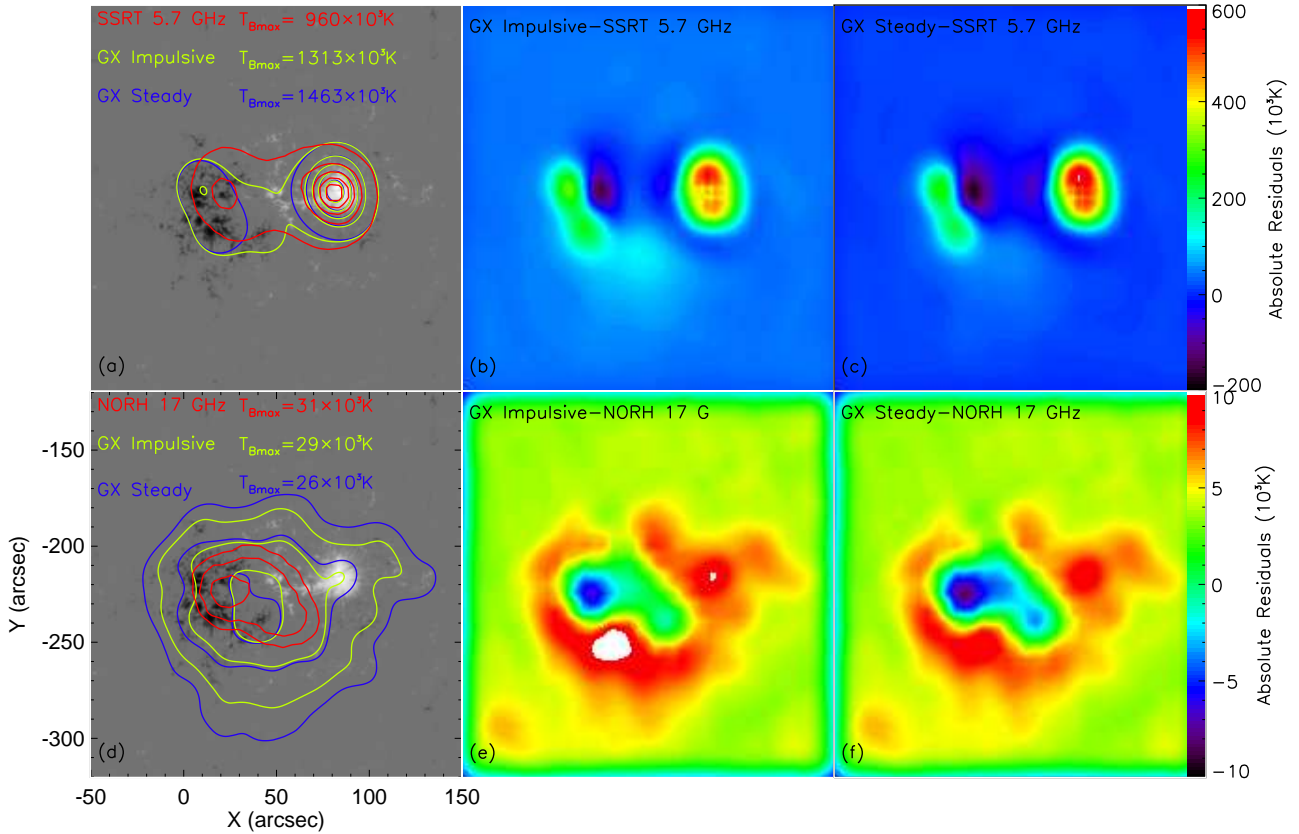 SSRT 5.7 GHz T_Bmax= 960×10³K
GX Impulsive T_Bmax=1313×10³K
GX Steady T_Bmax=1463×10³K
(a)
GX Impulsive−SSRT 5.7 GHz
(b)
GX Steady−SSRT 5.7 GHz
(c)
600
400
200
0
−200
Absolute Residuals (10³K)
NORH 17 GHz T_Bmax=31×10³K
GX Impulsive T_Bmax=29×10³K
GX Steady T_Bmax=26×10³K
(d)
GX Impulsive−NORH 17 G
(e)
GX Steady−NORH 17 GHz
(f)
10
5
0
−5
−10
Absolute Residuals (10³K)
-150
-200
-250
-300
Y (arcsec)
-50 0 50 100 150
X (arcsec)